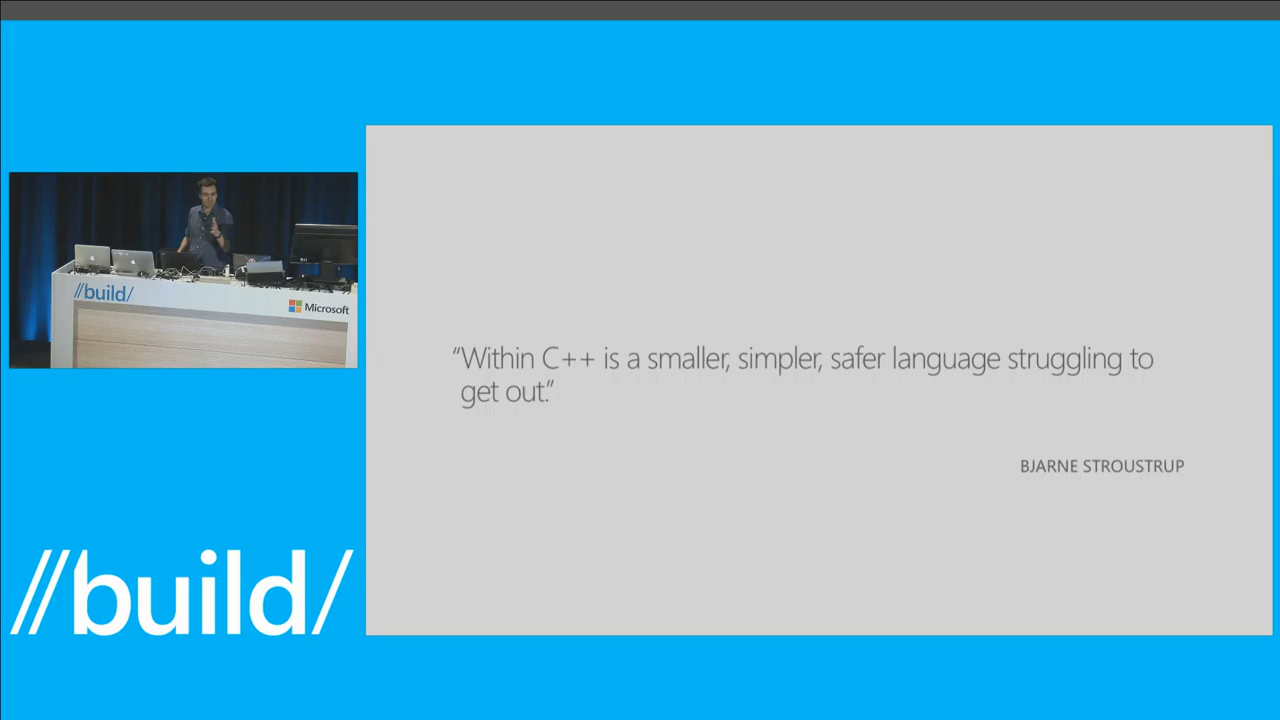 //build/
Microsoft
“Within C++ is a smaller, simpler, safer language struggling to
get out.”
BJARNE STROUSTRUP
//build/